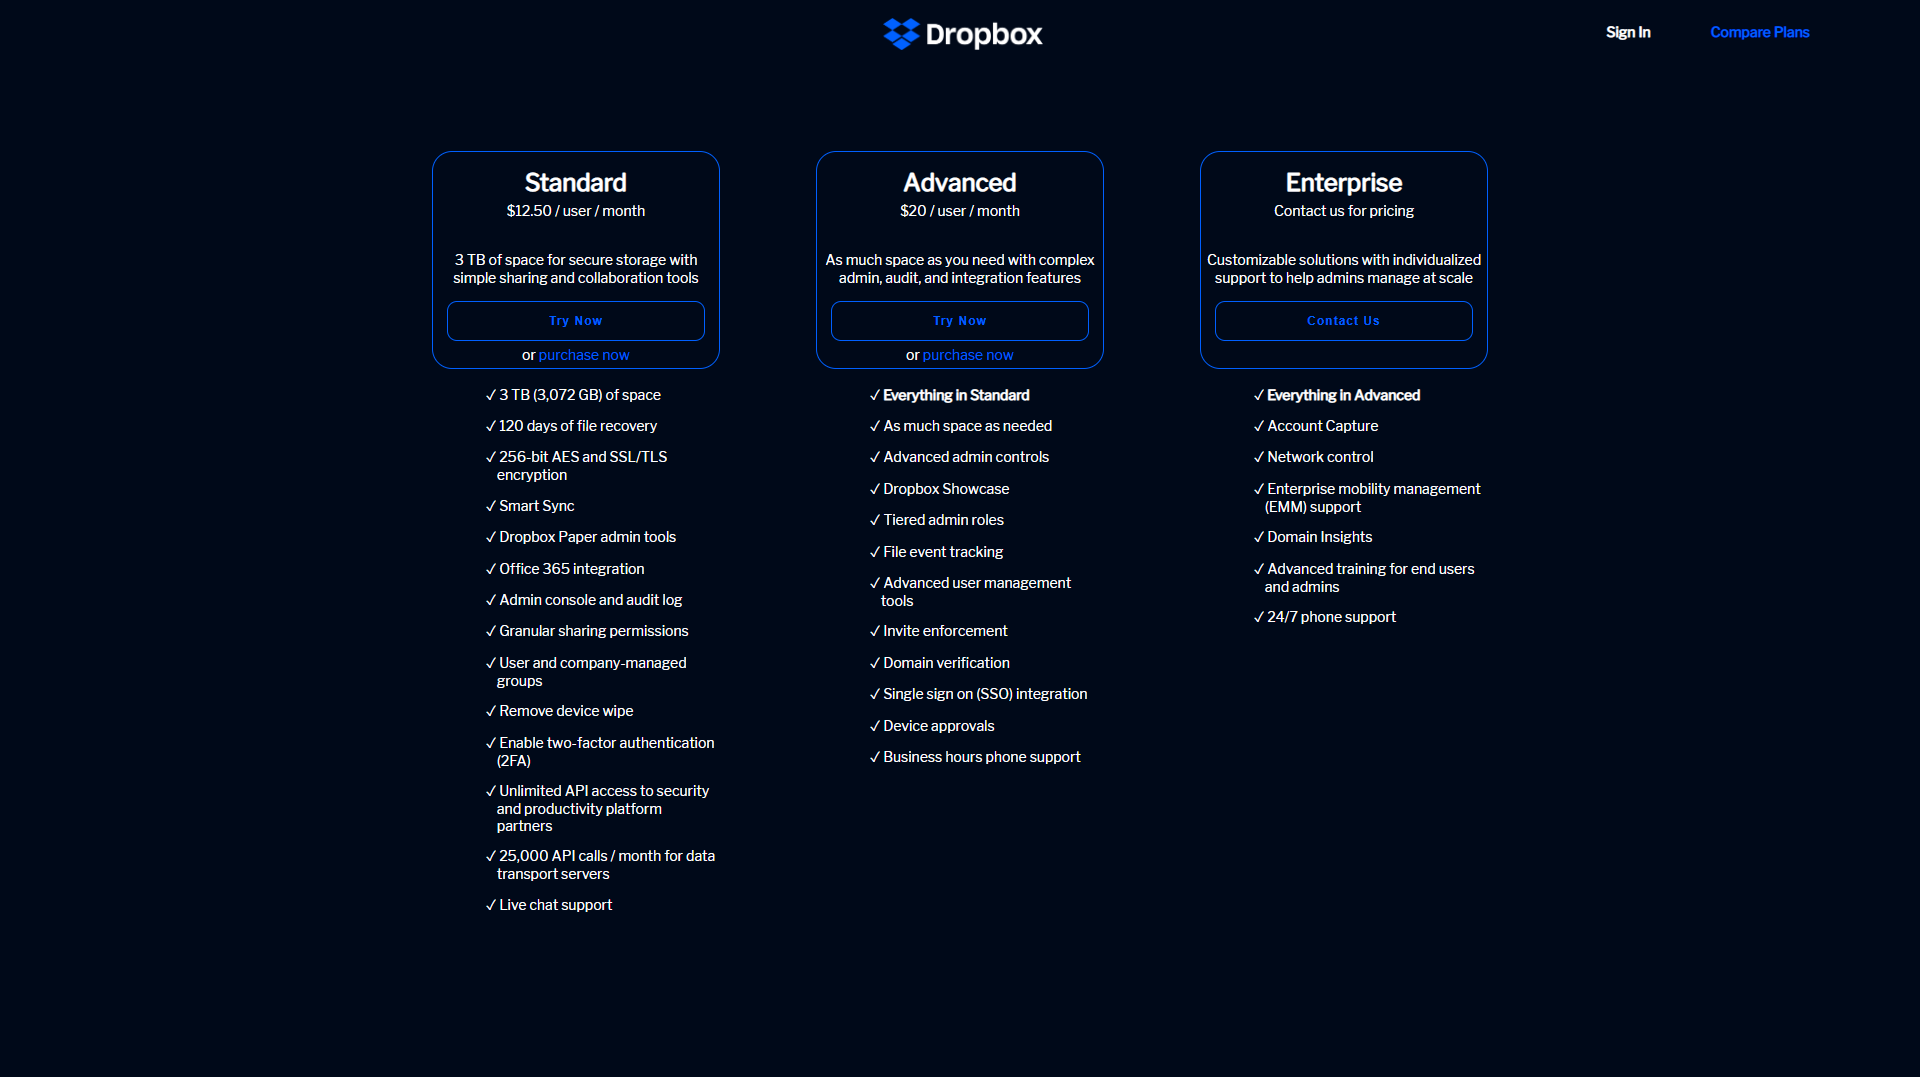 Dropbox
Sign In
Compare Plans
Standard
$12.50 / user / month
3 TB of space for secure storage with
simple sharing and collaboration tools
Try Now
or purchase now
✓ 3 TB (3,072 GB) of space
✓ 120 days of file recovery
✓ 256-bit AES and SSL/TLS
encryption
✓ Smart Sync
✓ Dropbox Paper admin tools
✓ Office 365 integration
✓ Admin console and audit log
✓ Granular sharing permissions
✓ User and company-managed
groups
✓ Remove device wipe
✓ Enable two-factor authentication
(2FA)
✓ Unlimited API access to security
and productivity platform
partners
✓ 25,000 API calls / month for data
transport servers
✓ Live chat support
Advanced
$20 / user / month
As much space as you need with complex
admin, audit, and integration features
Try Now
or purchase now
✓ Everything in Standard
✓ As much space as needed
✓ Advanced admin controls
✓ Dropbox Showcase
✓ Tiered admin roles
✓ File event tracking
✓ Advanced user management
tools
✓ Invite enforcement
✓ Domain verification
✓ Single sign on (SSO) integration
✓ Device approvals
✓ Business hours phone support
Enterprise
Contact us for pricing
Customizable solutions with individualized
support to help admins manage at scale
Contact Us
✓ Everything in Advanced
✓ Account Capture
✓ Network control
✓ Enterprise mobility management
(EMM) support
✓ Domain Insights
✓ Advanced training for end users
and admins
✓ 24/7 phone support